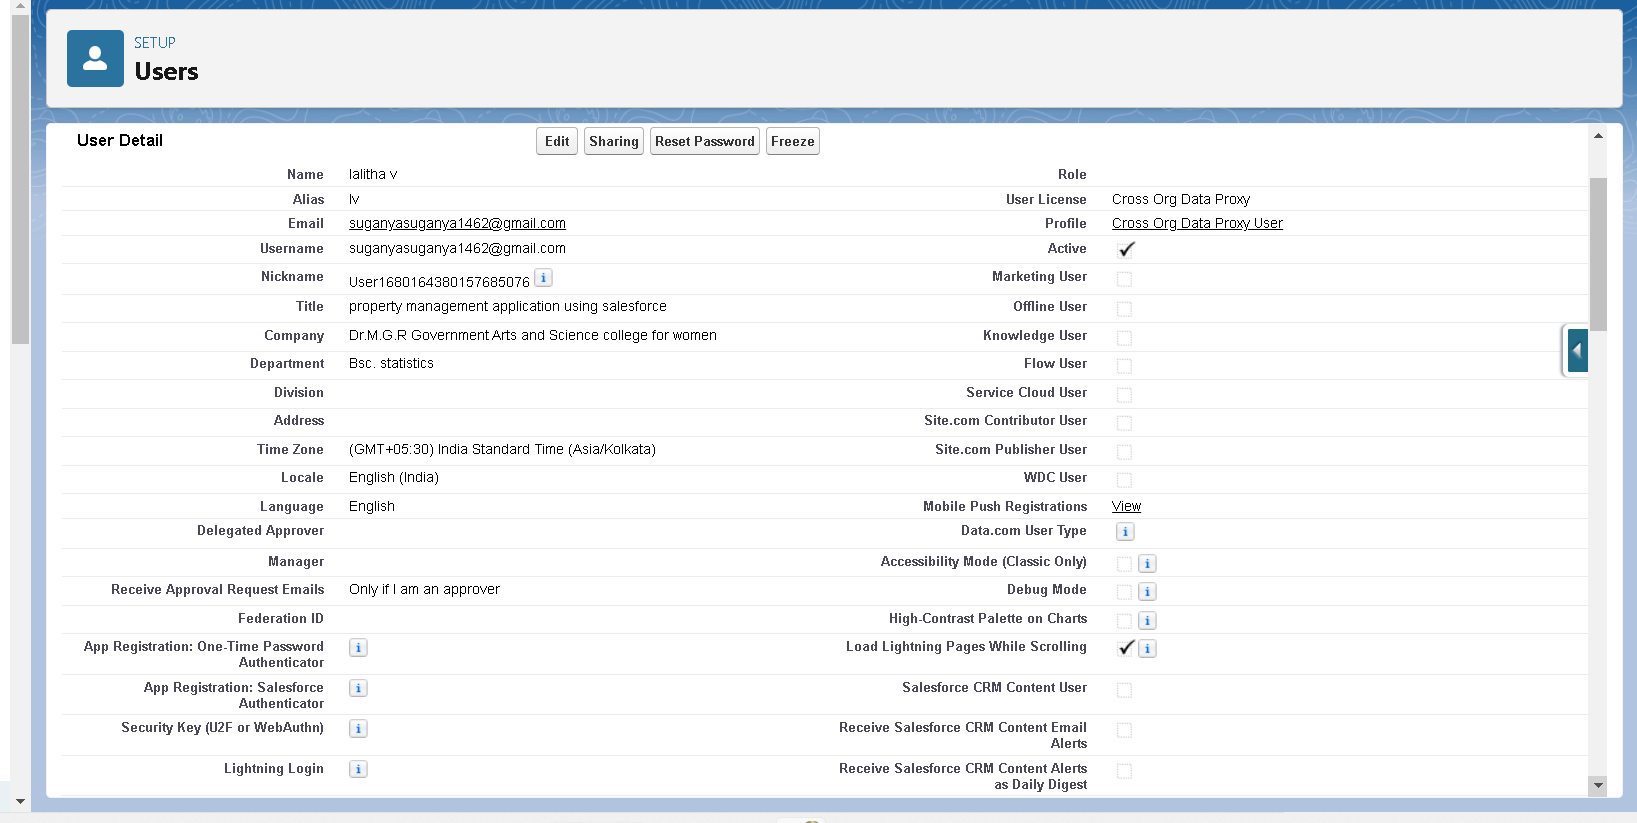 SETUP
Users
User Detail
Edit Sharing Reset Password Freeze
Name lalitha v Role
Alias lv User License Cross Org Data Proxy
Email suganyasuganya1462@gmail.com Profile Cross Org Data Proxy User
Username suganyasuganya1462@gmail.com Active
Nickname User1680164380157685076 i Marketing User
Title property management application using salesforce Offline User
Company Dr.M.G.R Government Arts and Science college for women Knowledge User
Department Bsc. statistics Flow User
Division Service Cloud User
Address Site.com Contributor User
Time Zone (GMT+05:30) India Standard Time (Asia/Kolkata) Site.com Publisher User
Locale English (India) WDC User
Language English Mobile Push Registrations View
Delegated Approver Data.com User Type i
Manager Accessibility Mode (Classic Only) i
Receive Approval Request Emails Only if I am an approver Debug Mode i
Federation ID High-Contrast Palette on Charts i
App Registration: One-Time Password i Load Lightning Pages While Scrolling i
Authenticator
App Registration: Salesforce i Salesforce CRM Content User
Authenticator
Security Key (U2F or WebAuthn) i Receive Salesforce CRM Content Email
Alerts
Lightning Login i Receive Salesforce CRM Content Alerts
as Daily Digest